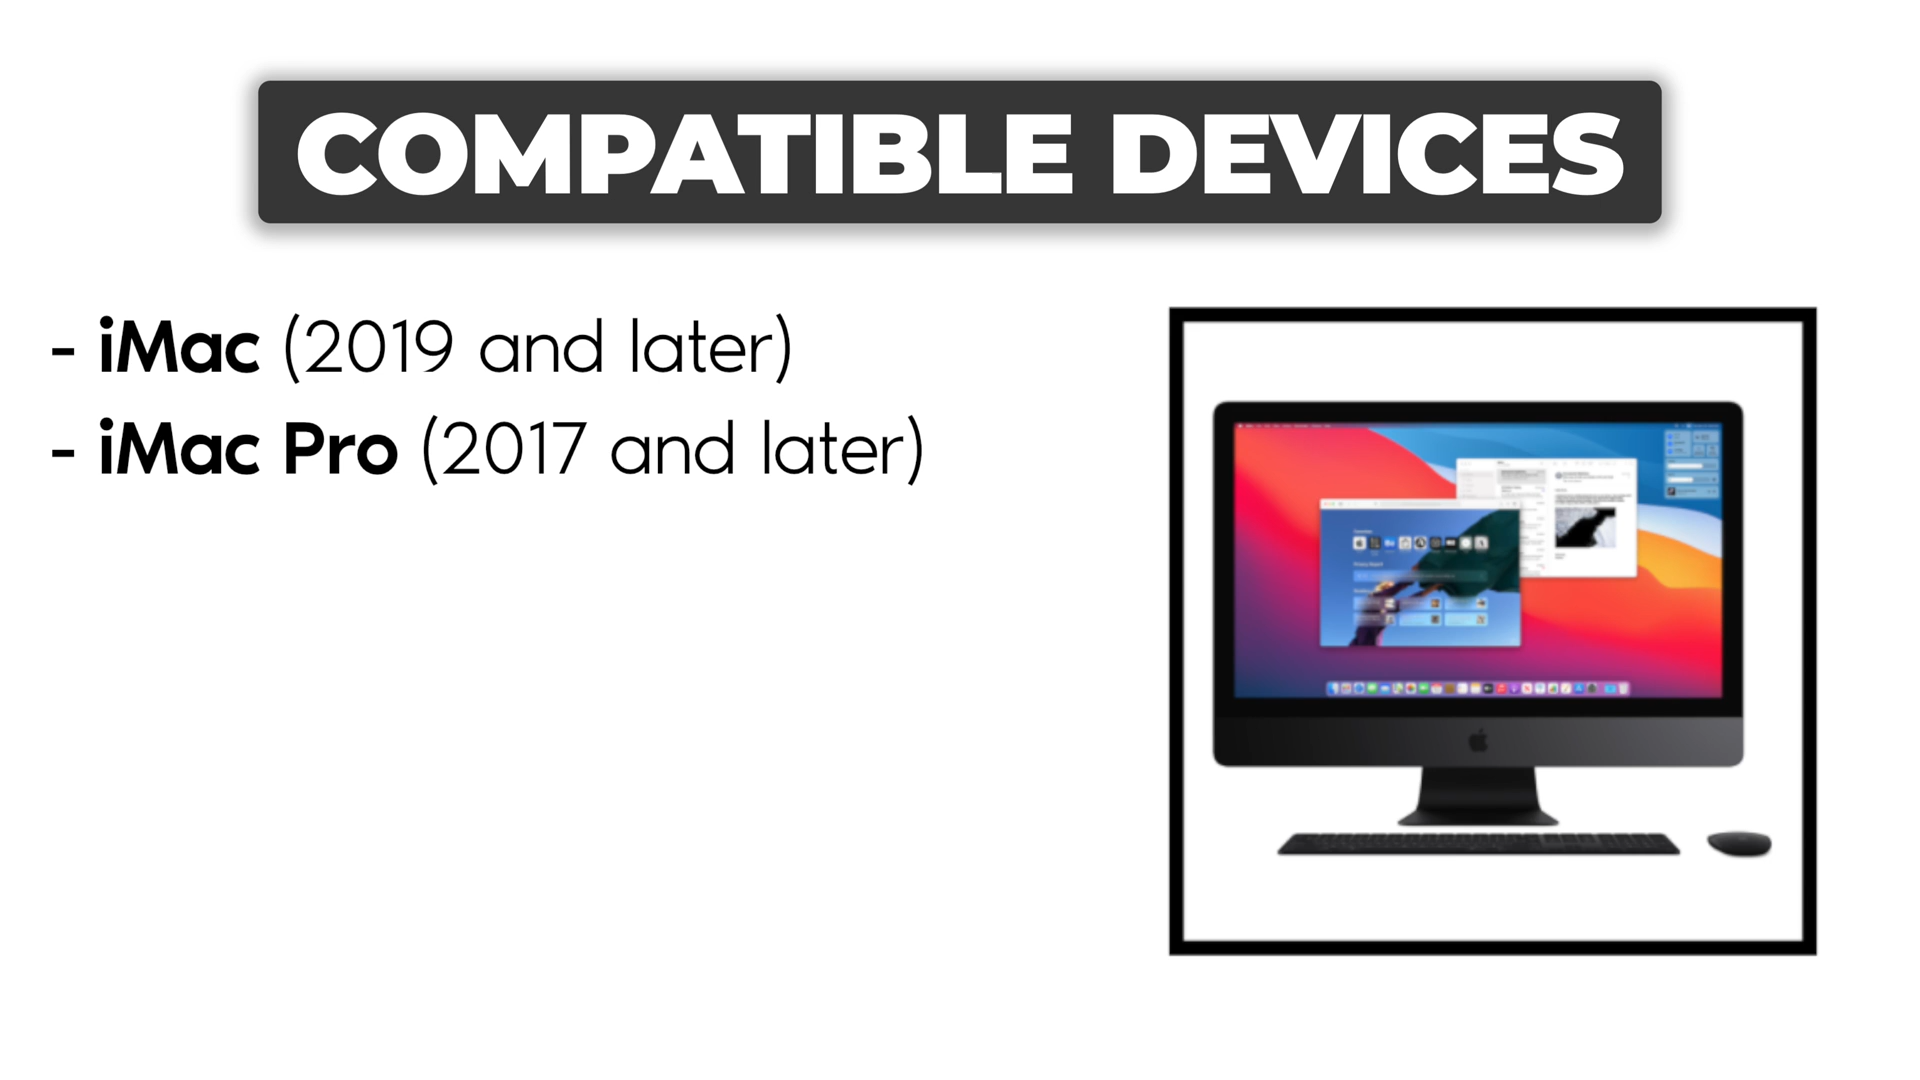 COMPATIBLE DEVICES
- iMac (2019 and later)
- iMac Pro (2017 and later)